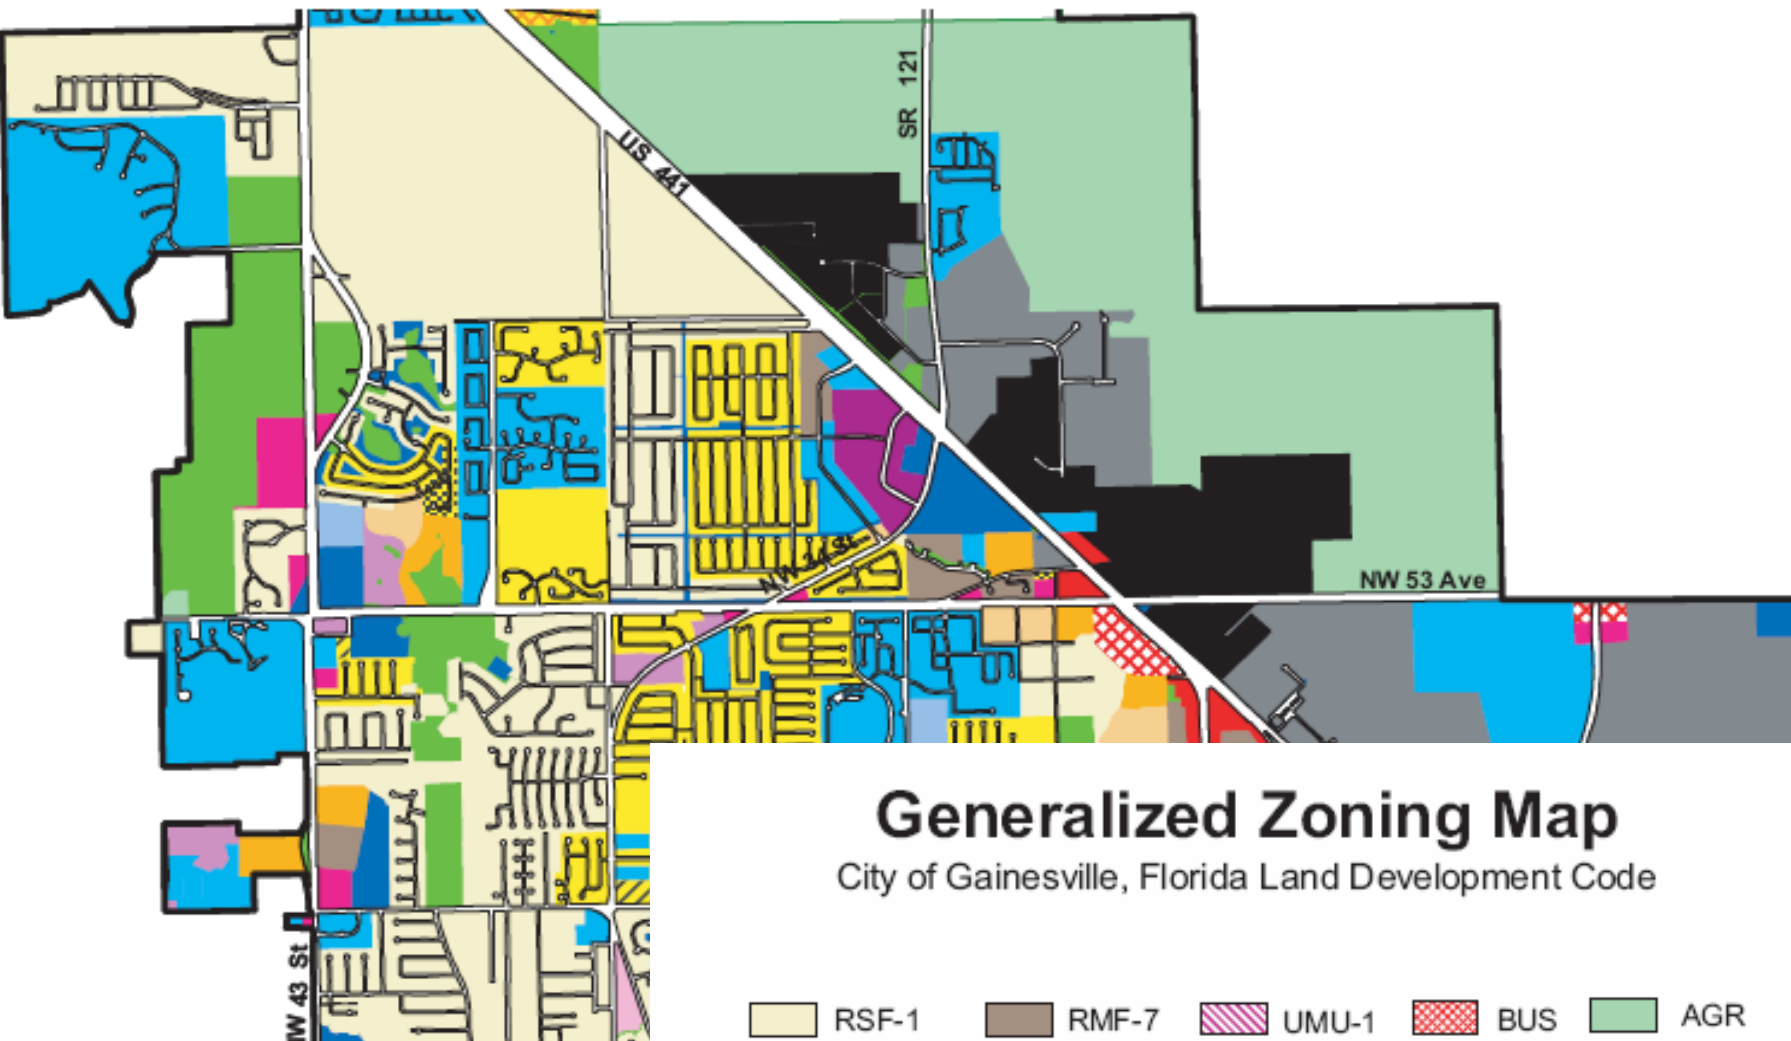 SR 121
US 441
NW 34 St
NW 53 Ave
Generalized Zoning Map
City of Gainesville, Florida Land Development Code
NW 43 St
RSF-1
RMF-7
UMU-1
BUS
AGR